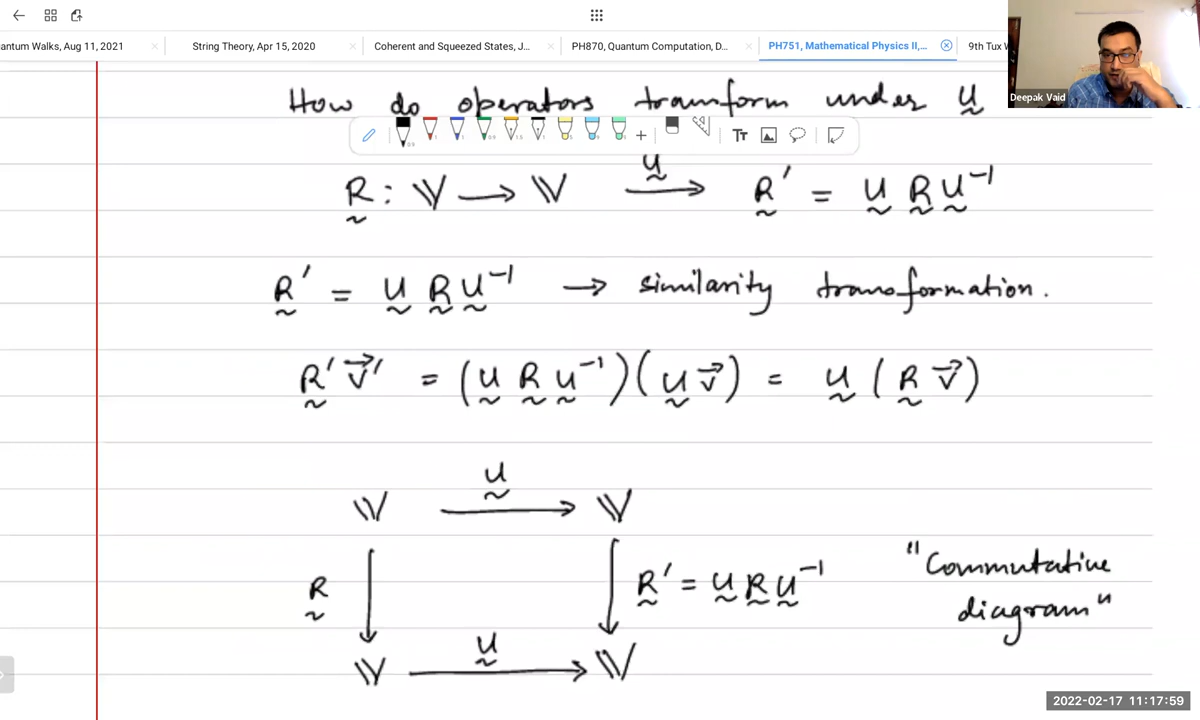 antum Walks, Aug 11, 2021 String Theory, Apr 15, 2020 Coherent and Squeezed States, J... PH870, Quantum Computation, D... PH751, Mathematical Physics II,... 9th Tux
Deepak Vaid
How do operators transform under U
Tт
R : V → V U→ R' = U R U⁻¹
R' = U R U⁻¹ → similarity transformation.
R' v⃗' = (U R U⁻¹)(U v⃗) = U (R v⃗)
V U→ V
R ↓ ↓ R' = U R U⁻¹ "Commutative
diagram"
V U→ V
2022-02-17 11:17:59